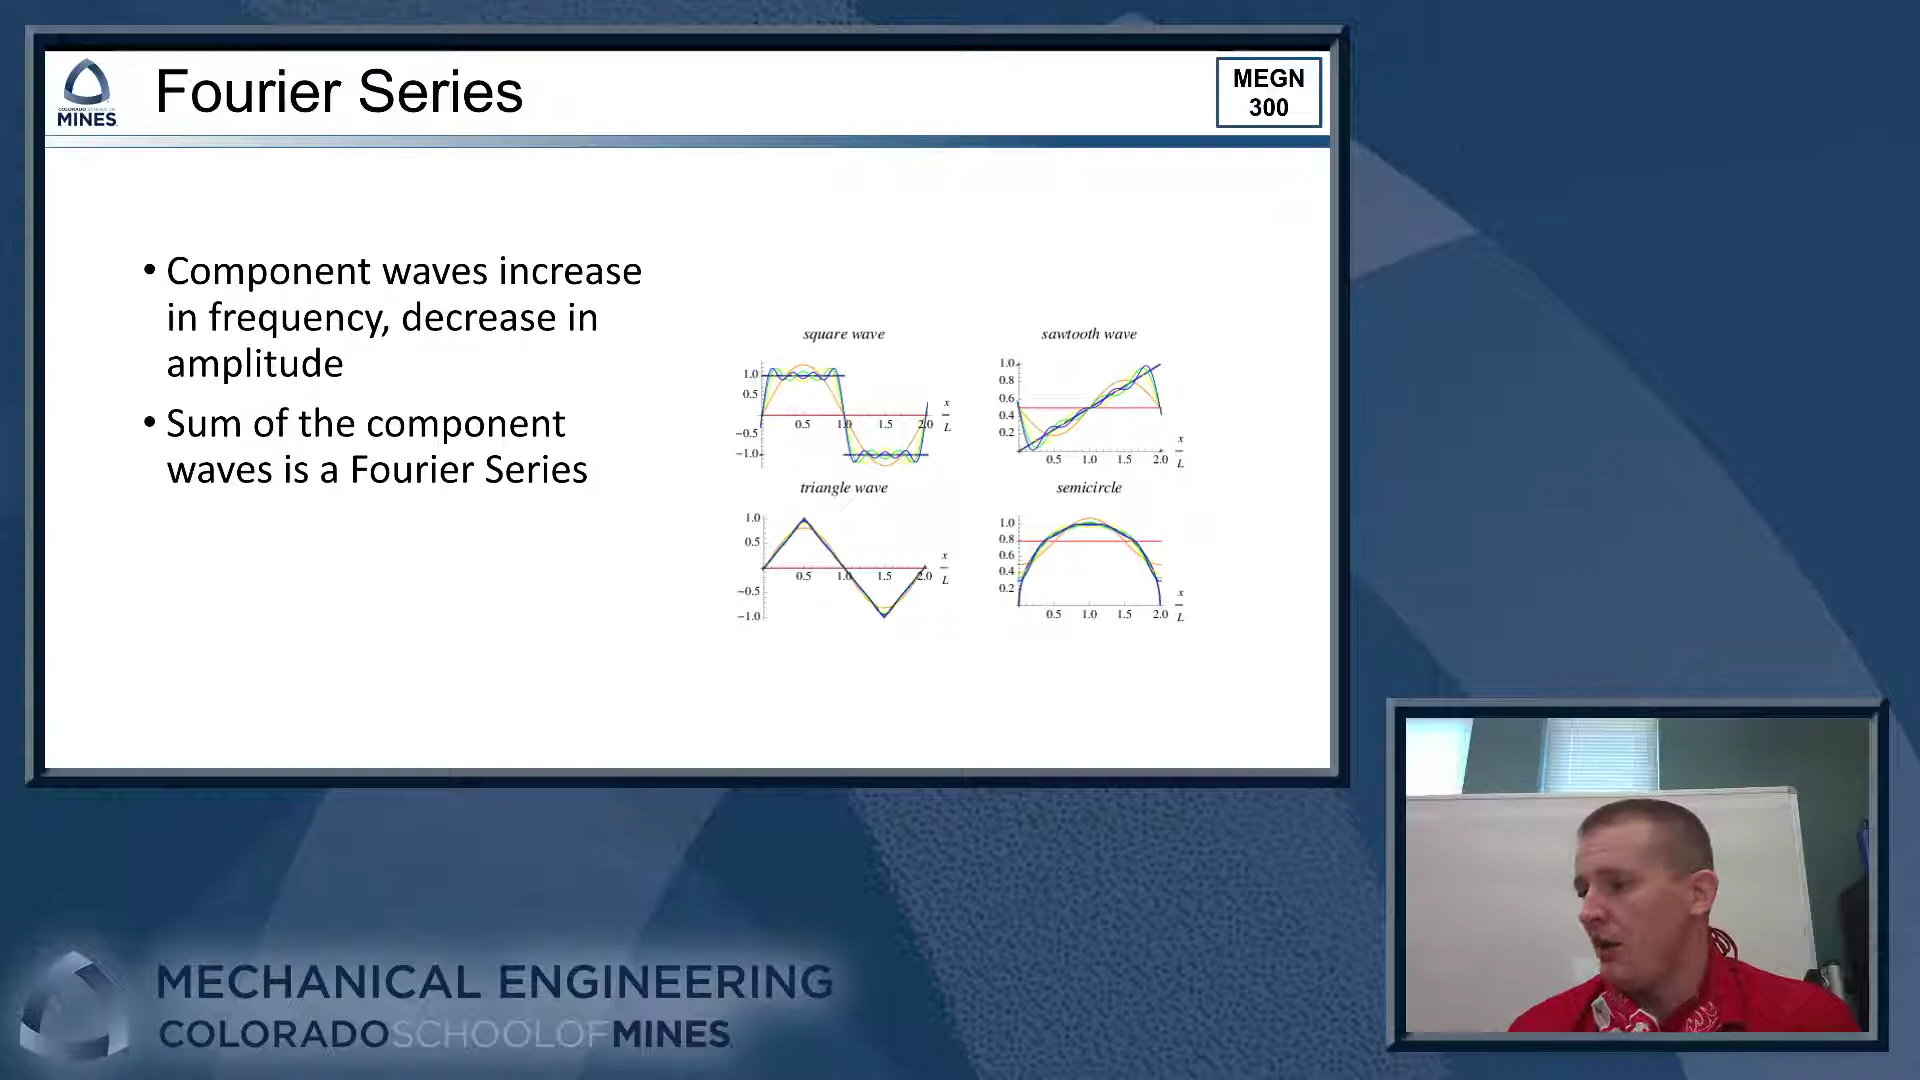 COLORADO SCHOOL OF
MINES
Fourier Series
MEGN
300
• Component waves increase
in frequency, decrease in
amplitude
• Sum of the component
waves is a Fourier Series
square wave
1.0
0.5
−0.5
−1.0
0.5 1.0 1.5 2.0
x
L
sawtooth wave
1.0
0.8
0.6
0.4
0.2
0.5 1.0 1.5 2.0
x
L
triangle wave
1.0
0.5
−0.5
−1.0
0.5 1.0 1.5 2.0
x
L
semicircle
1.0
0.8
0.6
0.4
0.2
0.5 1.0 1.5 2.0
x
L
MECHANICAL ENGINEERING
COLORADOSCHOOLOFMINES